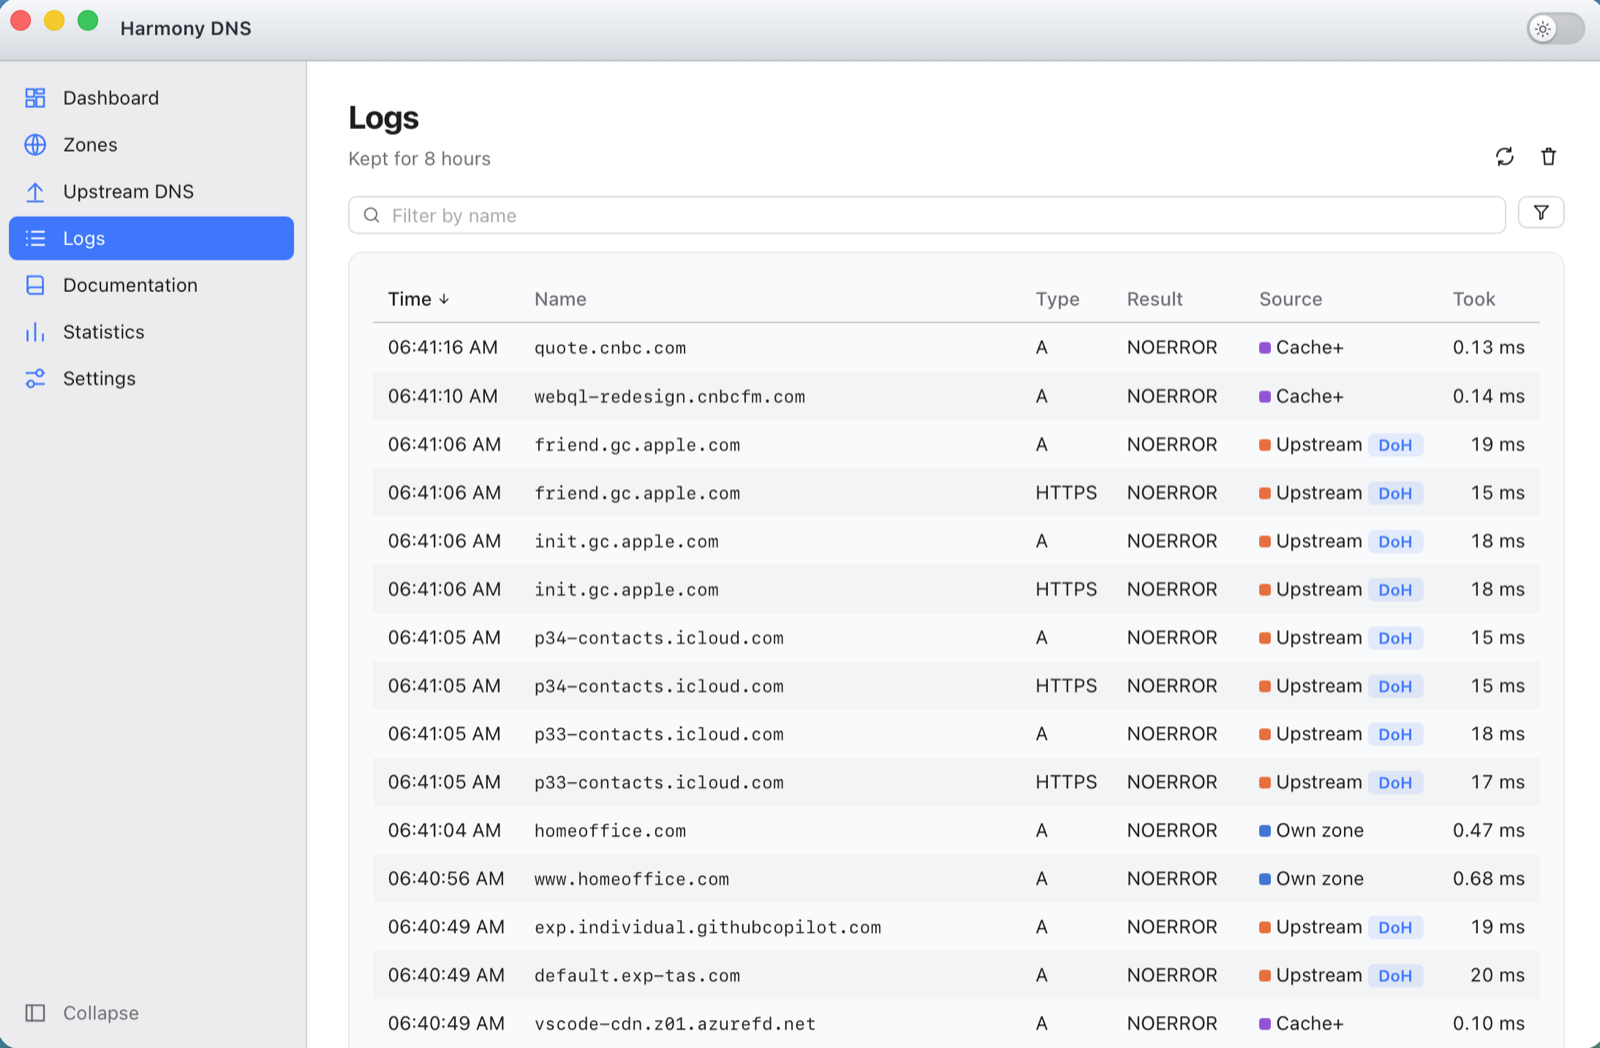 Harmony DNS
Dashboard
Zones
Upstream DNS
Logs
Documentation
Statistics
Settings
Collapse
Logs
Kept for 8 hours
Filter by name
Time ↓ Name Type Result Source Took
06:41:16 AM quote.cnbc.com A NOERROR Cache+ 0.13 ms
06:41:10 AM webql-redesign.cnbcfm.com A NOERROR Cache+ 0.14 ms
06:41:06 AM friend.gc.apple.com A NOERROR Upstream DoH 19 ms
06:41:06 AM friend.gc.apple.com HTTPS NOERROR Upstream DoH 15 ms
06:41:06 AM init.gc.apple.com A NOERROR Upstream DoH 18 ms
06:41:06 AM init.gc.apple.com HTTPS NOERROR Upstream DoH 18 ms
06:41:05 AM p34-contacts.icloud.com A NOERROR Upstream DoH 15 ms
06:41:05 AM p34-contacts.icloud.com HTTPS NOERROR Upstream DoH 15 ms
06:41:05 AM p33-contacts.icloud.com A NOERROR Upstream DoH 18 ms
06:41:05 AM p33-contacts.icloud.com HTTPS NOERROR Upstream DoH 17 ms
06:41:04 AM homeoffice.com A NOERROR Own zone 0.47 ms
06:40:56 AM www.homeoffice.com A NOERROR Own zone 0.68 ms
06:40:49 AM exp.individual.githubcopilot.com A NOERROR Upstream DoH 19 ms
06:40:49 AM default.exp-tas.com A NOERROR Upstream DoH 20 ms
06:40:49 AM vscode-cdn.z01.azurefd.net A NOERROR Cache+ 0.10 ms